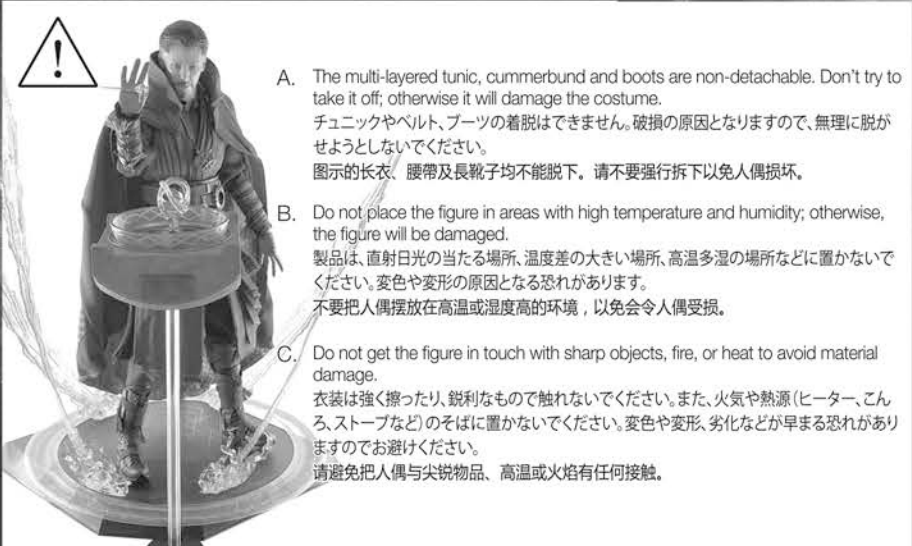 !
A. The multi-layered tunic, cummerbund and boots are non-detachable. Don't try to
take it off; otherwise it will damage the costume.
チュニックやベルト、ブーツの着脱はできません。破損の原因となりますので、無理に脱が
せようとしないでください。
图示的长衣、腰帶及長靴子均不能脱下。请不要强行拆下以免人偶损坏。
B. Do not place the figure in areas with high temperature and humidity; otherwise,
the figure will be damaged.
製品は、直射日光の当たる場所、温度差の大きい場所、高温多湿の場所などに置かないで
ください。変色や変形の原因となる恐れがあります。
不要把人偶摆放在高温或湿度高的环境，以免会令人偶受损。
C. Do not get the figure in touch with sharp objects, fire, or heat to avoid material
damage.
衣装は強く擦ったり、鋭利なもので触れないでください。また、火気や熱源（ヒーター、こん
ろ、ストーブなど）のそばに置かないでください。変色や変形、劣化などが早まる恐れがあり
ますのでお避けください。
请避免把人偶与尖锐物品、高温或火焰有任何接触。